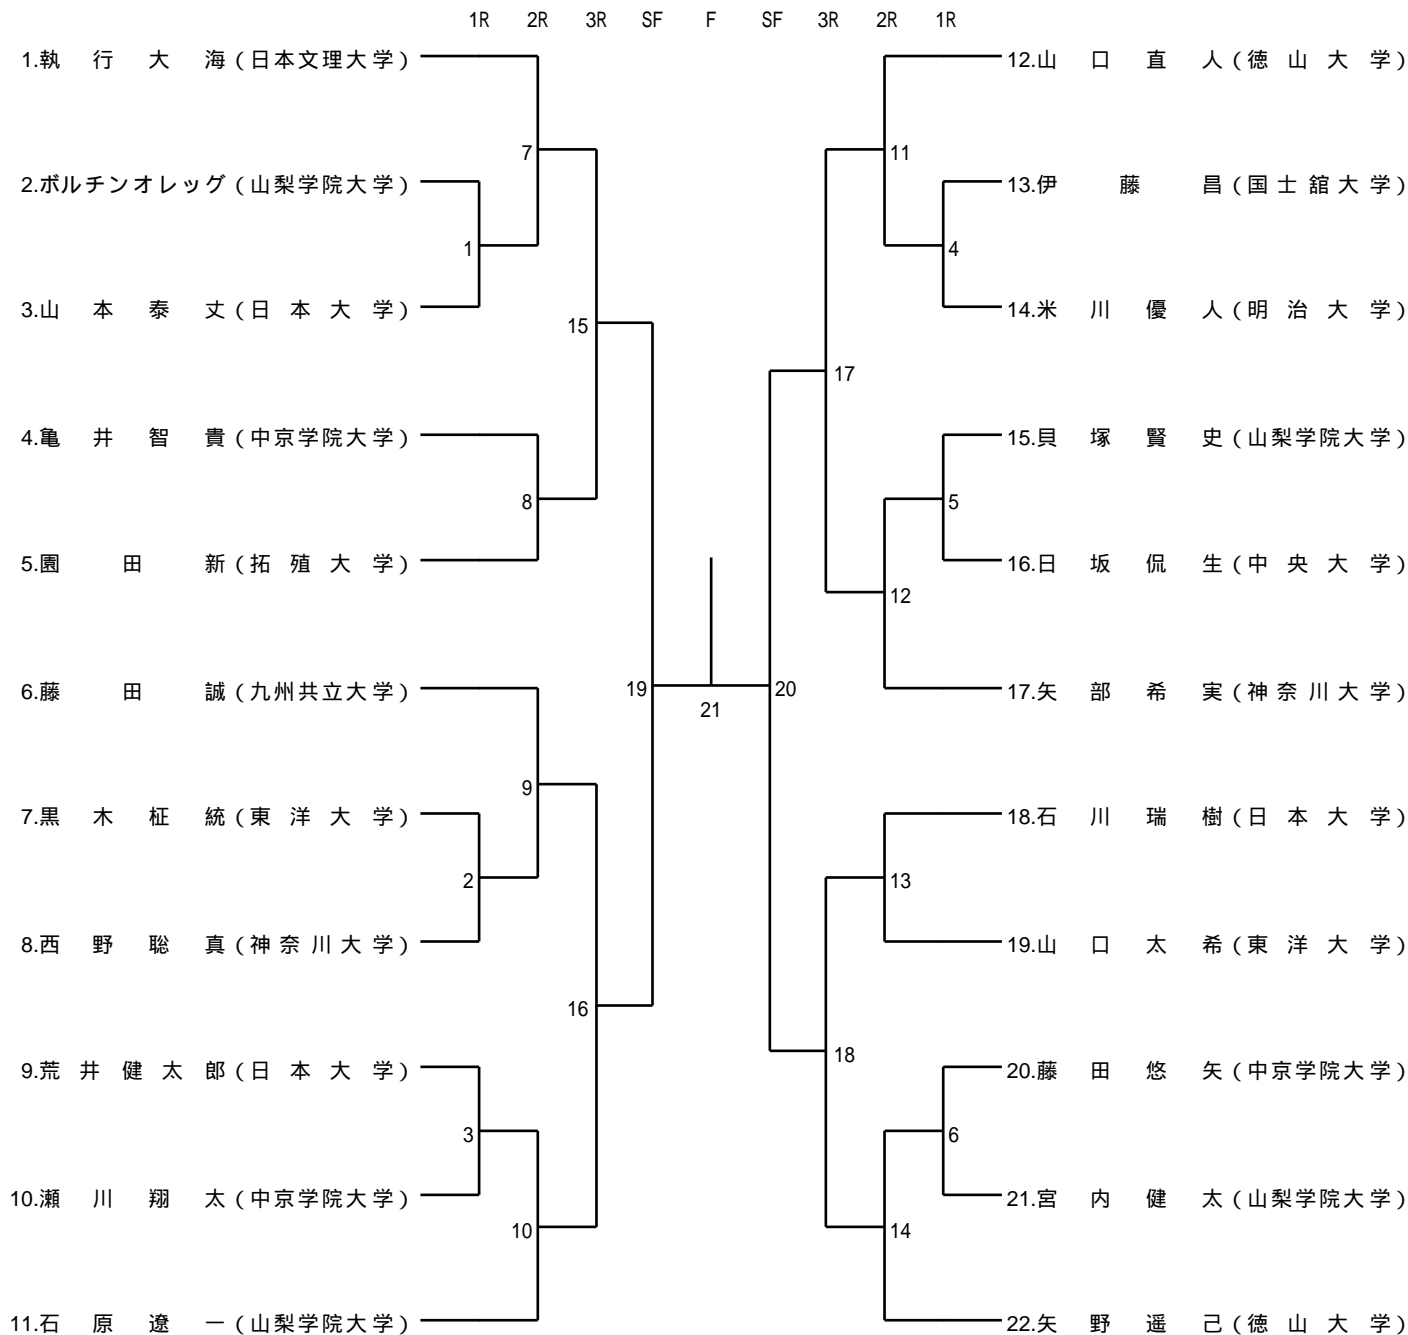 1R 2R 3R SF F SF 3R 2R 1R
1.執行大海(日本文理大学)
2.ボルチンオレッグ(山梨学院大学)
3.山本泰丈(日本大学)
4.亀井智貴(中京学院大学)
5.園田新(拓殖大学)
6.藤田誠(九州共立大学)
7.黒木柾統(東洋大学)
8.西野聡真(神奈川大学)
9.荒井健太郎(日本大学)
10.瀬川翔太(中京学院大学)
11.石原遼一(山梨学院大学)
7
1
15
8
19
9
2
16
3
10
21
12.山口直人(徳山大学)
13.伊藤昌(国士舘大学)
14.米川優人(明治大学)
15.貝塚賢史(山梨学院大学)
16.日坂侃生(中央大学)
17.矢部希実(神奈川大学)
18.石川瑞樹(日本大学)
19.山口太希(東洋大学)
20.藤田悠矢(中京学院大学)
21.宮内健太(山梨学院大学)
22.矢野遥己(徳山大学)
11
4
17
5
12
20
13
18
6
14